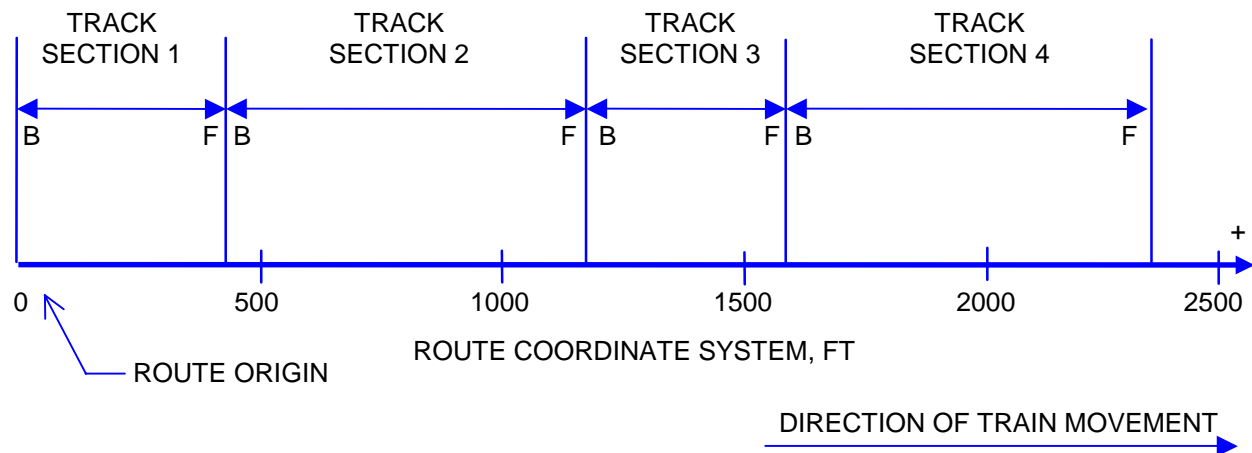 TRACK
SECTION 1
TRACK
SECTION 2
TRACK
SECTION 3
TRACK
SECTION 4
B
F
B
F
B
F
B
F
+
0
500
1000
1500
2000
2500
ROUTE COORDINATE SYSTEM, FT
ROUTE ORIGIN
DIRECTION OF TRAIN MOVEMENT